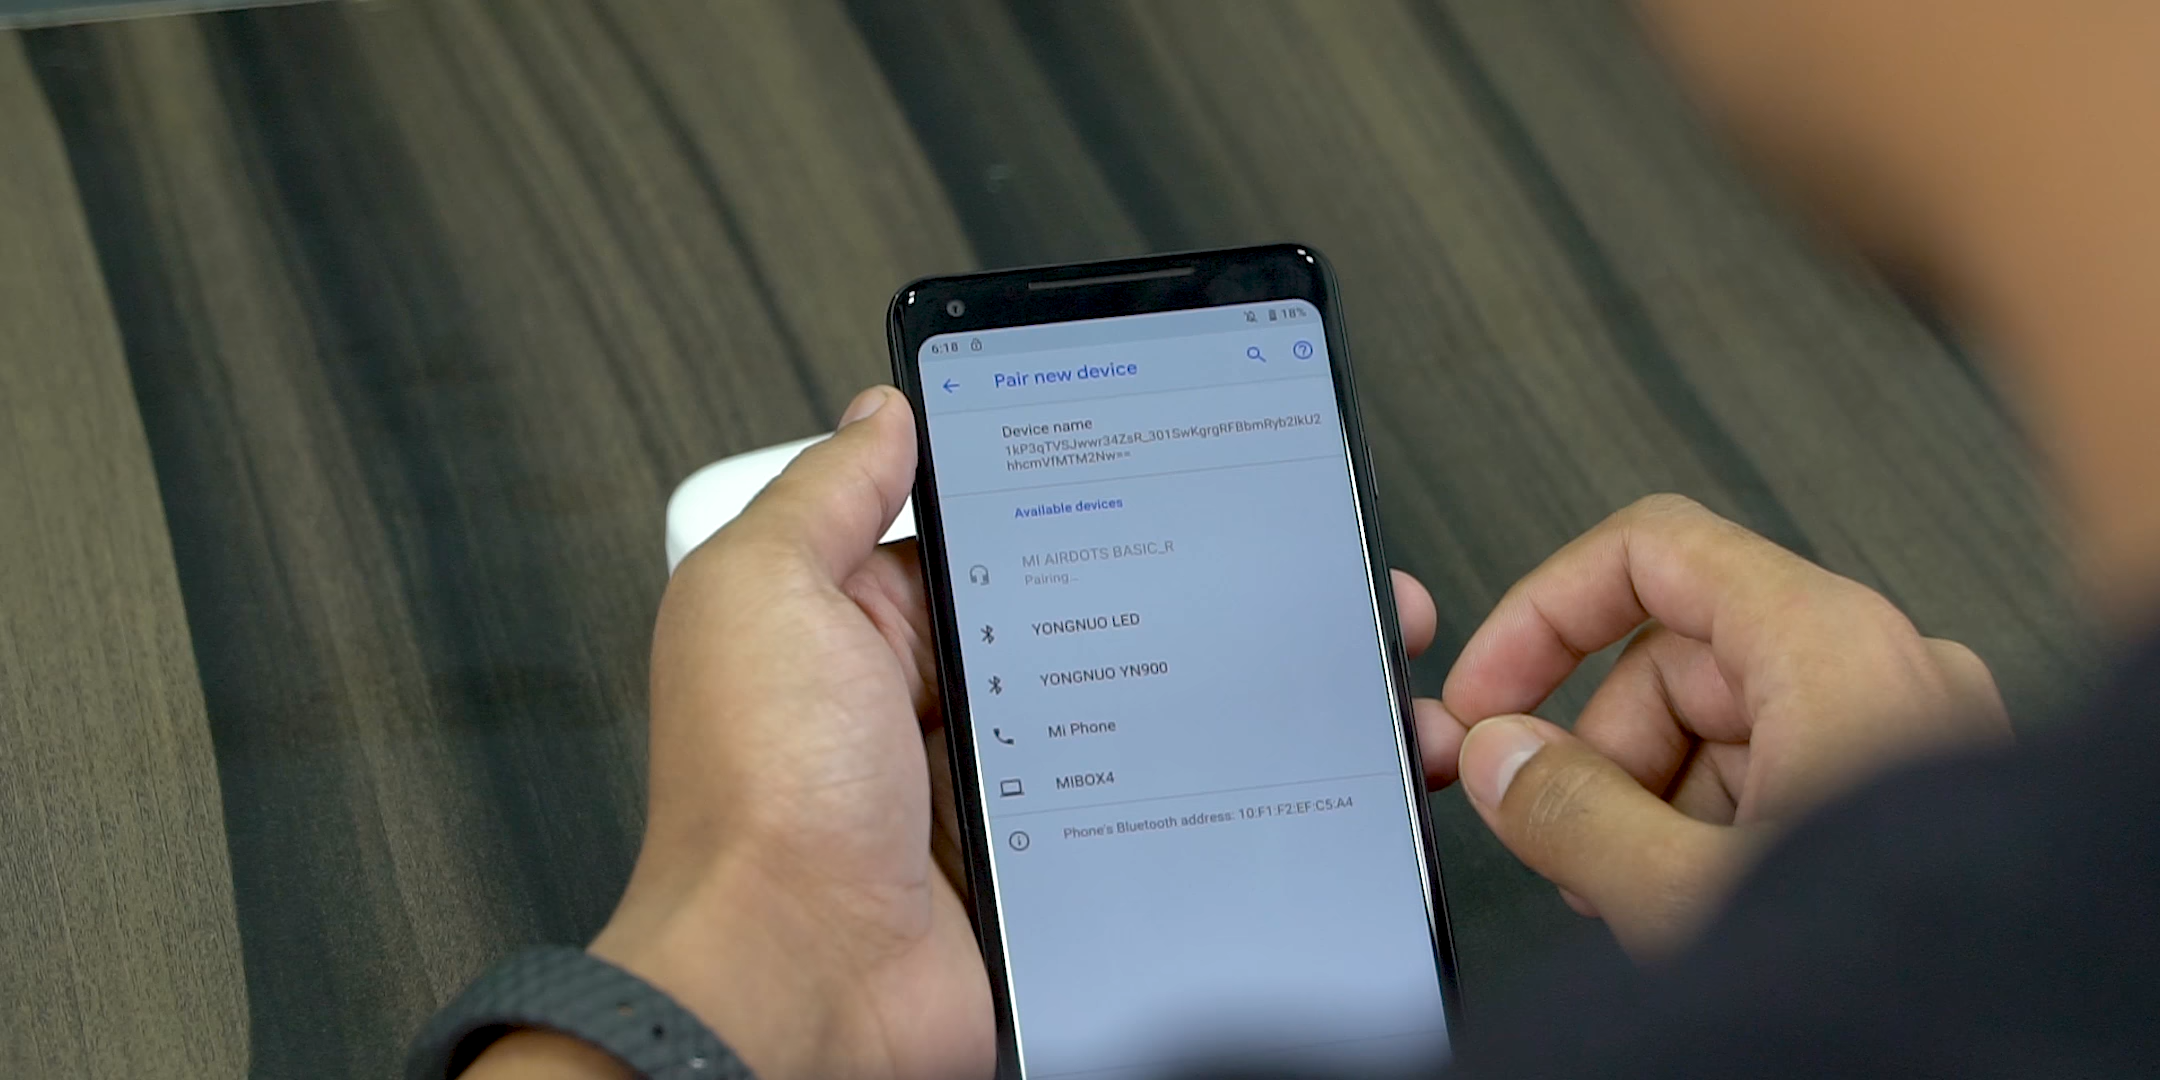 6:18 18%
Pair new device
Device name
1kP3qTVSJwwr34ZsR_301SwKgrgRFBbmRyb2lkU2
hhcmVfMTM2Nw==
Available devices
MI AIRDOTS BASIC_R
Pairing...
YONGNUO LED
YONGNUO YN900
Mi Phone
MIBOX4
Phone's Bluetooth address: 10:F1:F2:EF:C5:A4